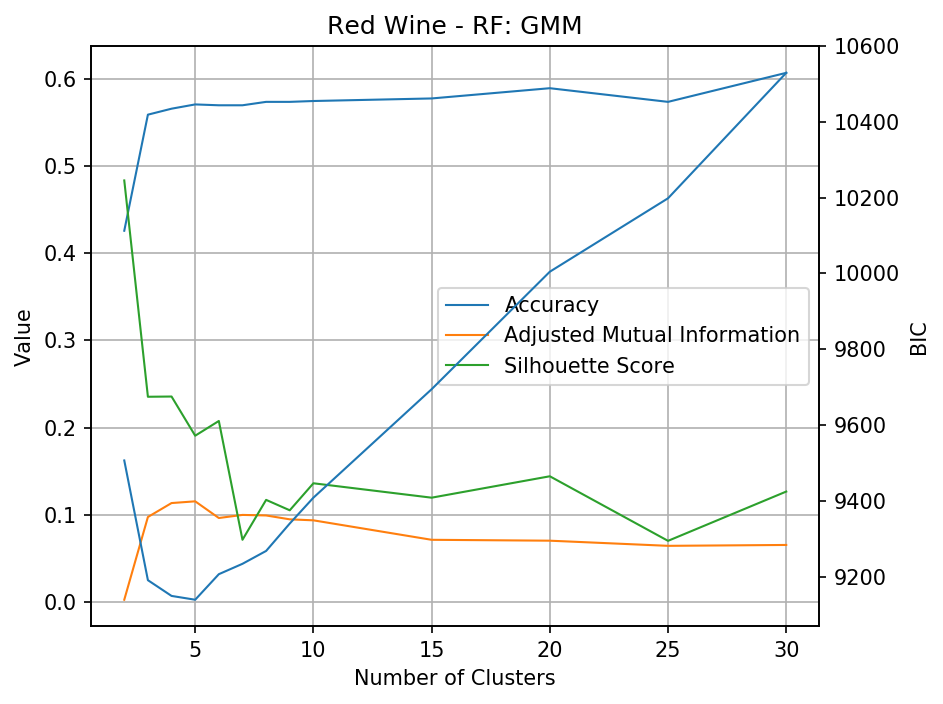 Red Wine - RF: GMM
0.6
0.5
0.4
0.3
0.2
0.1
0.0
Value
10600
10400
10200
10000
9800
9600
9400
9200
BIC
Accuracy
Adjusted Mutual Information
Silhouette Score
5 10 15 20 25 30
Number of Clusters